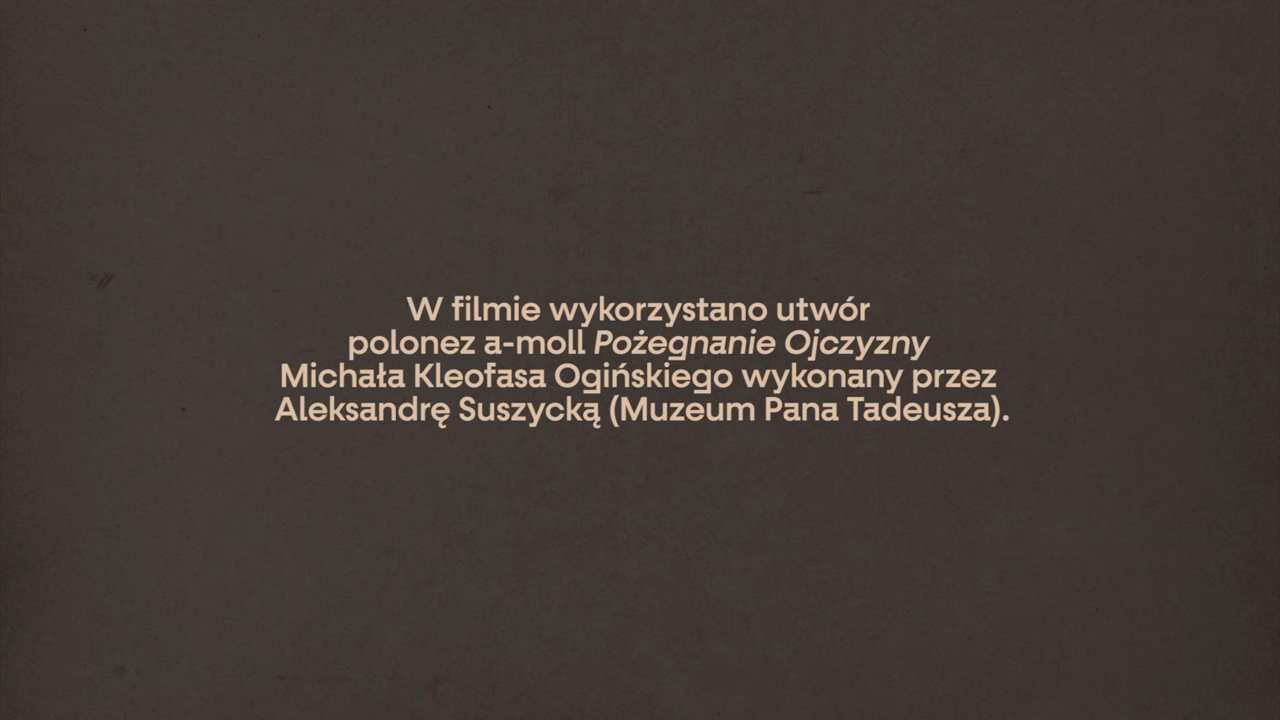 W filmie wykorzystano utwór
polonez a-moll Pożegnanie Ojczyzny
Michała Kleofasa Ogińskiego wykonany przez
Aleksandrę Suszycką (Muzeum Pana Tadeusza).